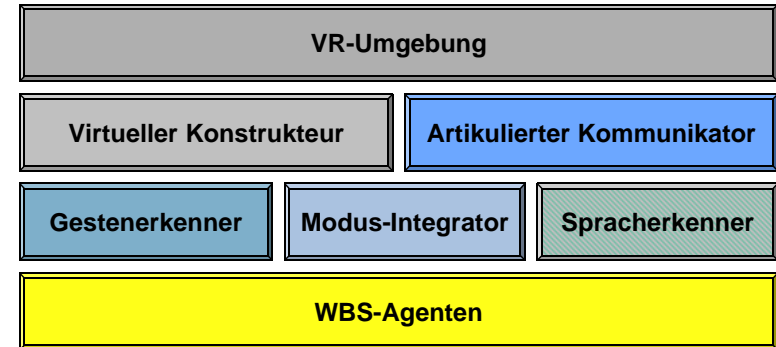 VR-Umgebung
Virtueller Konstrukteur
Artikulierter Kommunikator
Gestenerkenner
Modus-Integrator
Spracherkenner
WBS-Agenten